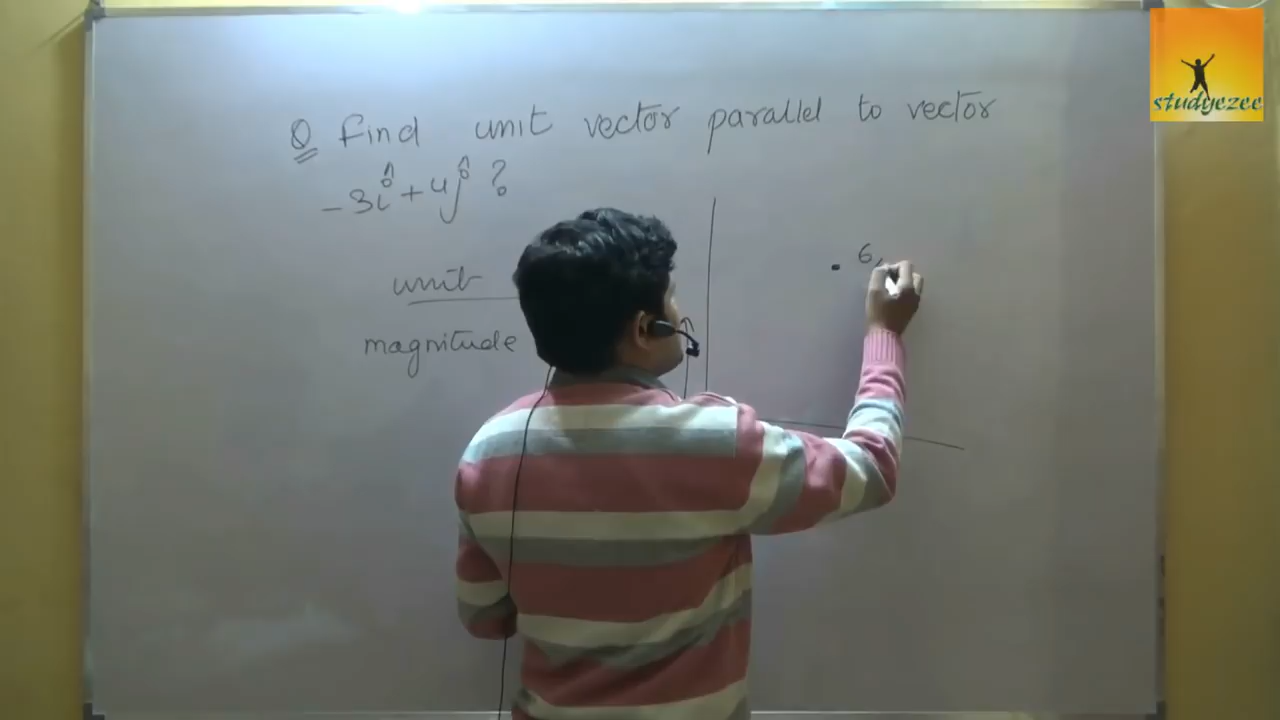 Q Find unit vector parallel to vector
-3î + 4ĵ ?
unit
magnitude
6,
studyezee